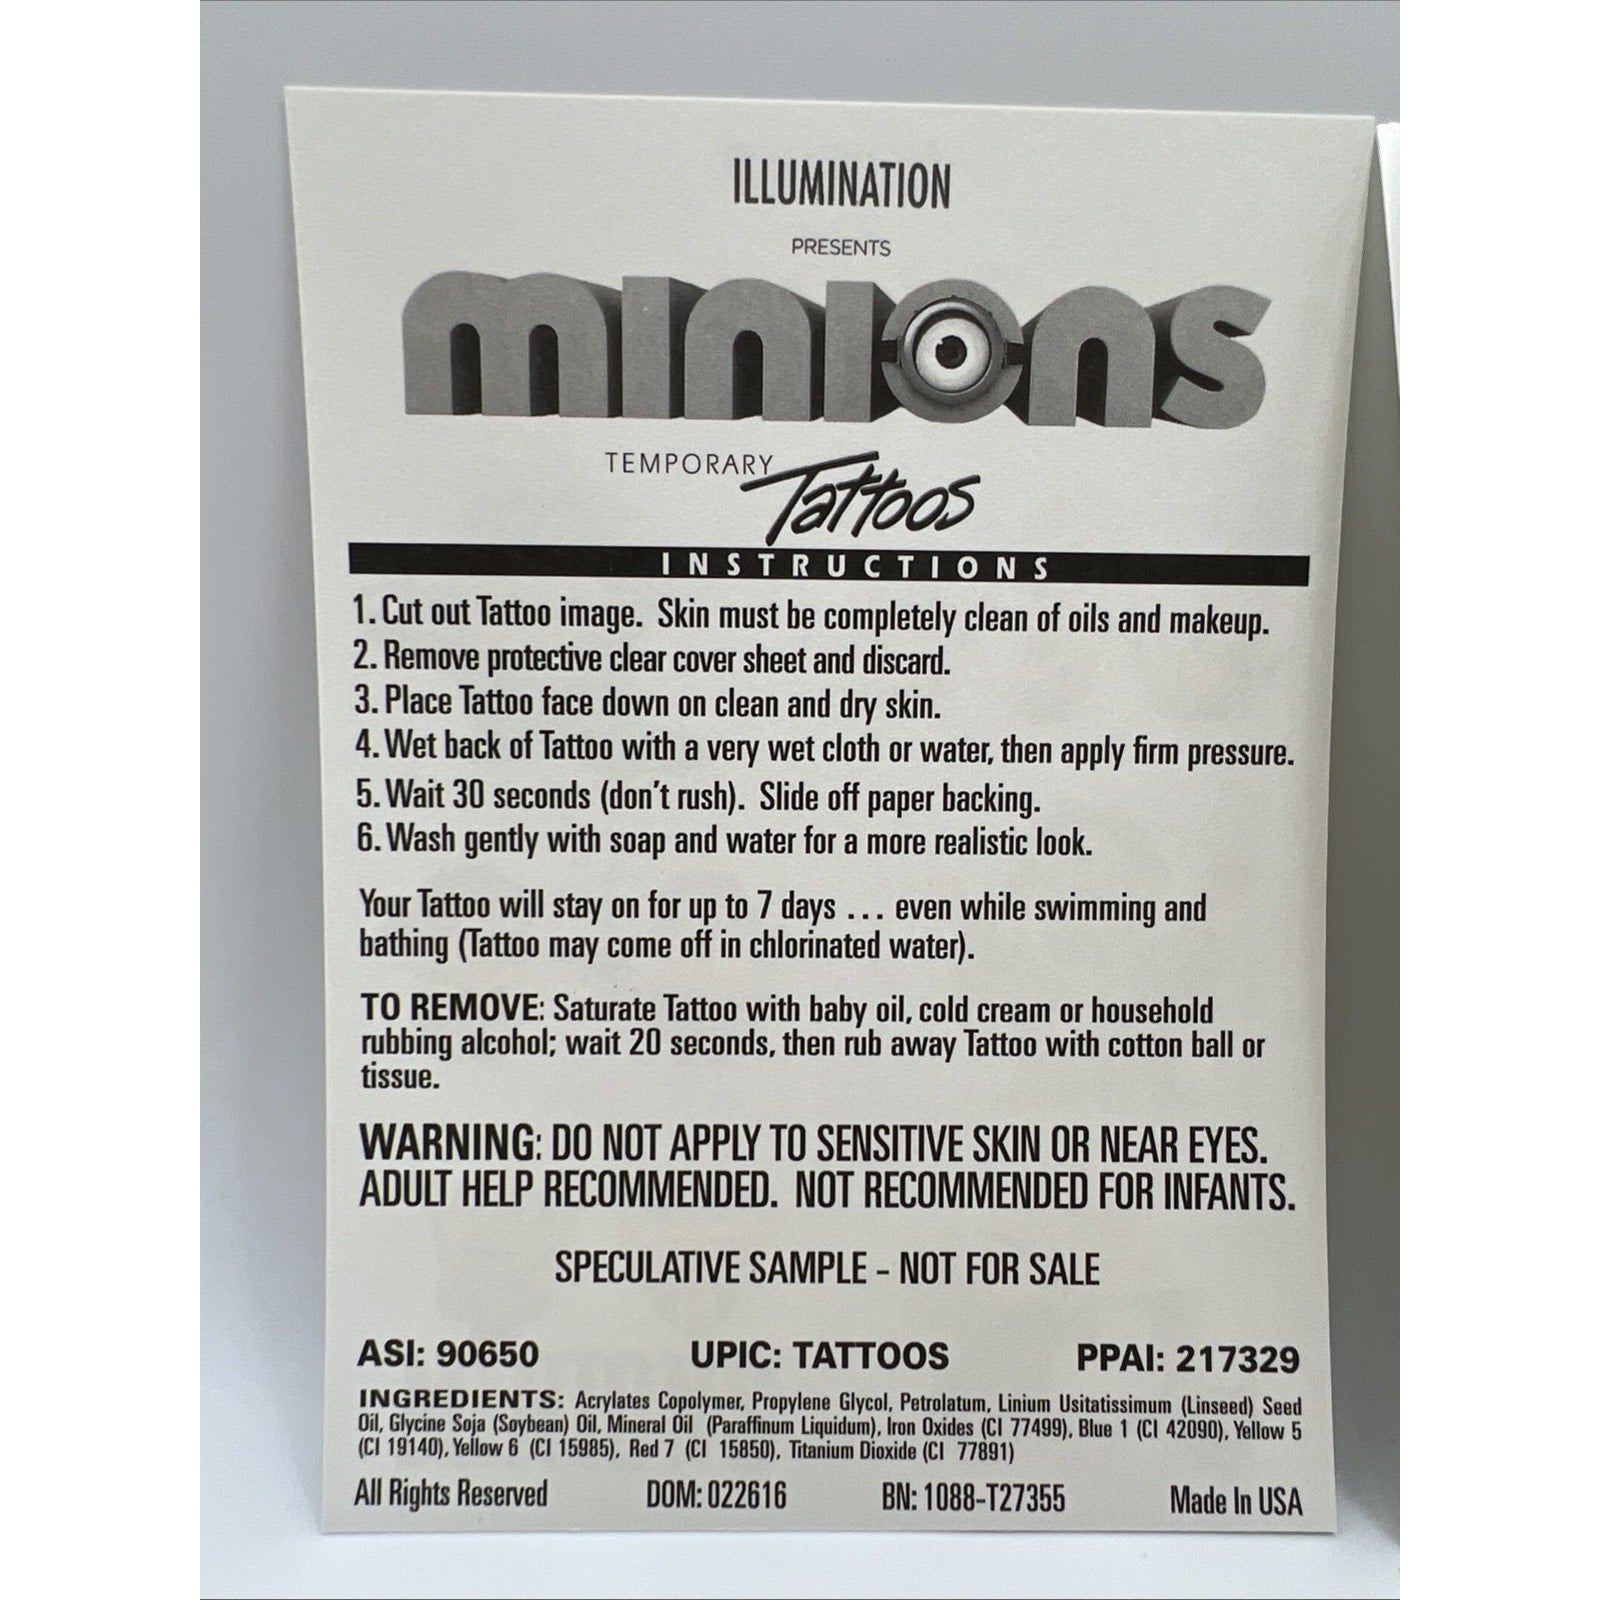 ILLUMINATION
PRESENTS
minions
TEMPORARY Tattoos
INSTRUCTIONS
1. Cut out Tattoo image. Skin must be completely clean of oils and makeup.
2. Remove protective clear cover sheet and discard.
3. Place Tattoo face down on clean and dry skin.
4. Wet back of Tattoo with a very wet cloth or water, then apply firm pressure.
5. Wait 30 seconds (don't rush). Slide off paper backing.
6. Wash gently with soap and water for a more realistic look.
Your Tattoo will stay on for up to 7 days ... even while swimming and
bathing (Tattoo may come off in chlorinated water).
TO REMOVE: Saturate Tattoo with baby oil, cold cream or household
rubbing alcohol; wait 20 seconds, then rub away Tattoo with cotton ball or
tissue.
WARNING: DO NOT APPLY TO SENSITIVE SKIN OR NEAR EYES.
ADULT HELP RECOMMENDED. NOT RECOMMENDED FOR INFANTS.
SPECULATIVE SAMPLE - NOT FOR SALE
ASI: 90650 UPIC: TATTOOS PPAI: 217329
INGREDIENTS: Acrylates Copolymer, Propylene Glycol, Petrolatum, Linium Usitatissimum (Linseed) Seed
Oil, Glycine Soja (Soybean) Oil, Mineral Oil (Paraffinum Liquidum), Iron Oxides (CI 77499), Blue 1 (CI 42090), Yellow 5
(CI 19140), Yellow 6 (CI 15985), Red 7 (CI 15850), Titanium Dioxide (CI 77891)
All Rights Reserved DOM: 022616 BN: 1088-T27355 Made In USA